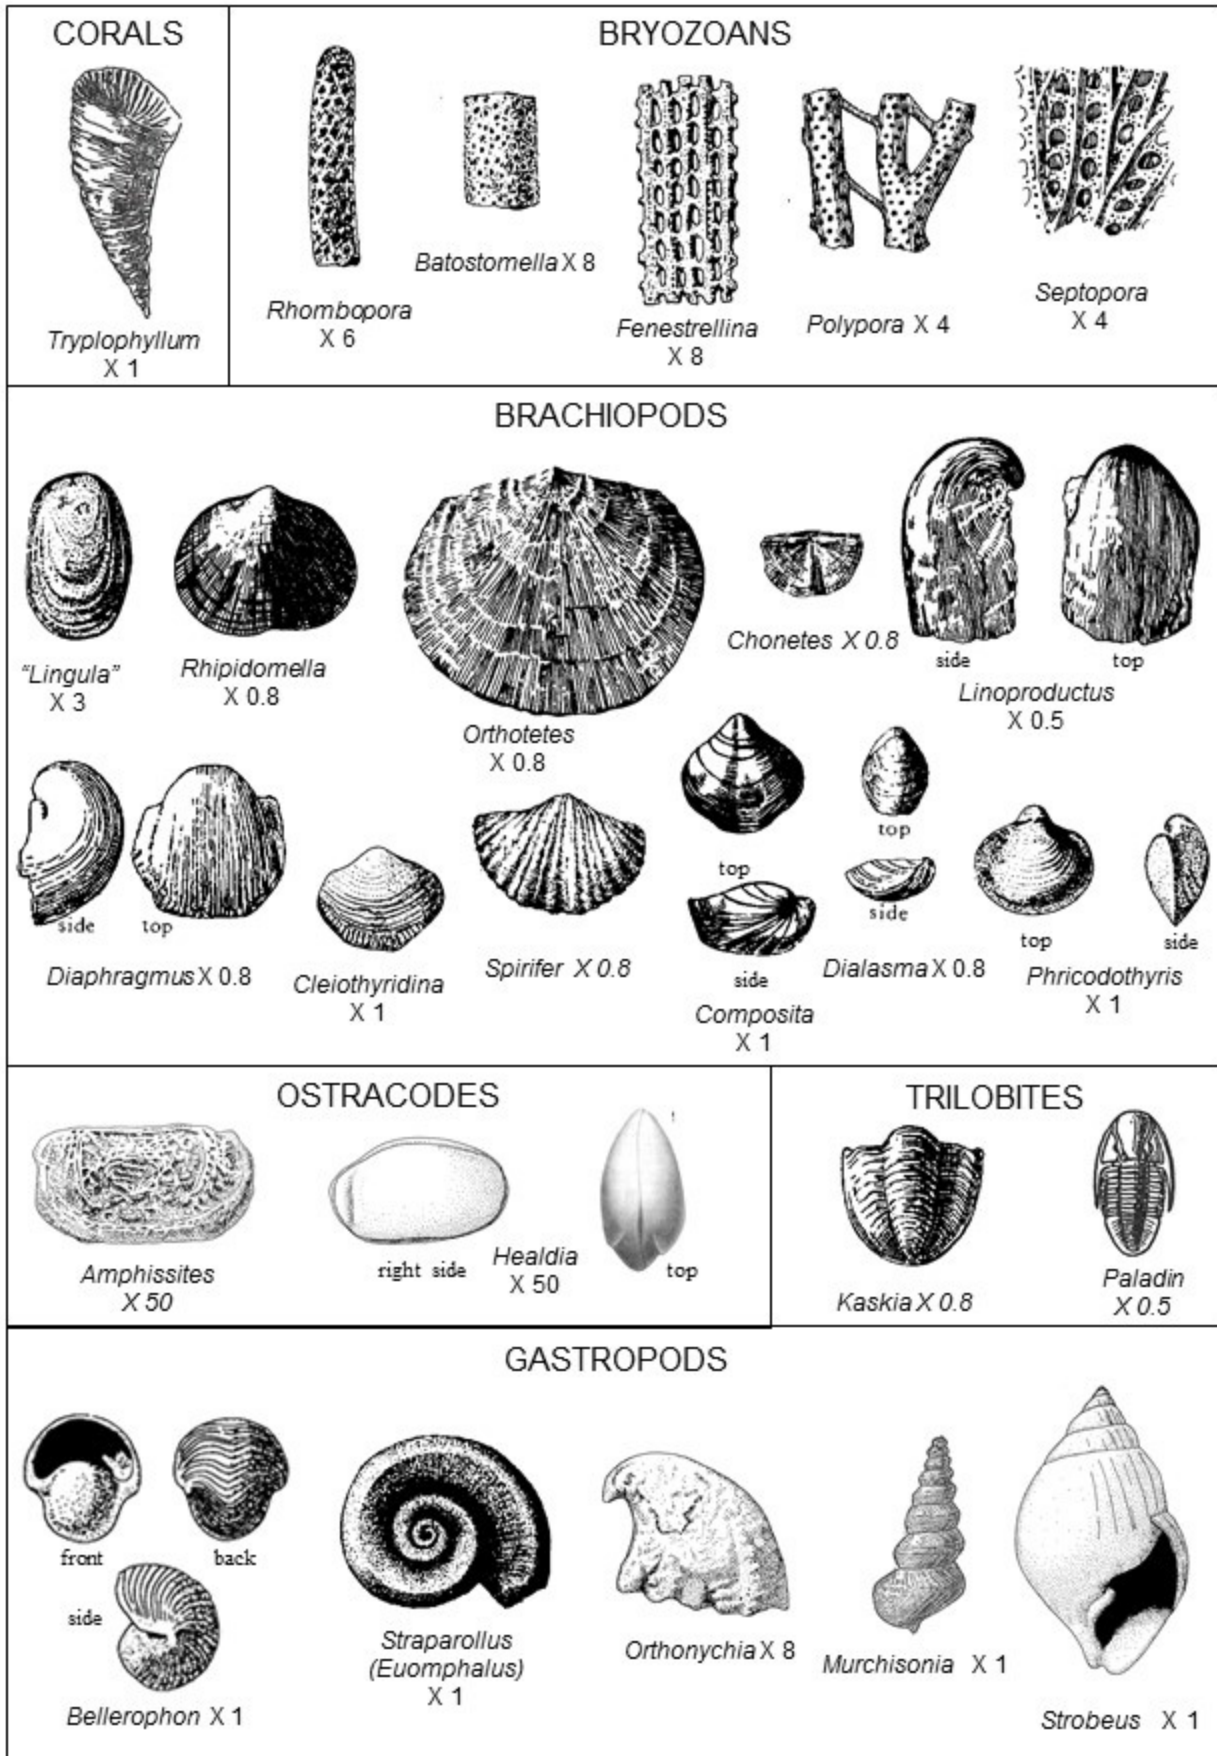 CORALS
Tryplophyllum
X 1
BRYOZOANS
Rhombopora
X 6
Batostomella X 8
Fenestrellina
X 8
Polypora X 4
Septopora
X 4
BRACHIOPODS
"Lingula"
X 3
Rhipidomella
X 0.8
Orthotetes
X 0.8
Chonetes X 0.8
side
top
Linoproductus
X 0.5
side
top
Diaphragmus X 0.8
Cleiothyridina
X 1
Spirifer X 0.8
top
side
Composita
X 1
top
side
Dialasma X 0.8
top
side
Phricodothyris
X 1
OSTRACODES
Amphissites
X 50
right side
Healdia
X 50
top
TRILOBITES
Kaskia X 0.8
Paladin
X 0.5
GASTROPODS
front
back
side
Bellerophon X 1
Straparollus
(Euomphalus)
X 1
Orthonychia X 8
Murchisonia X 1
Strobeus X 1